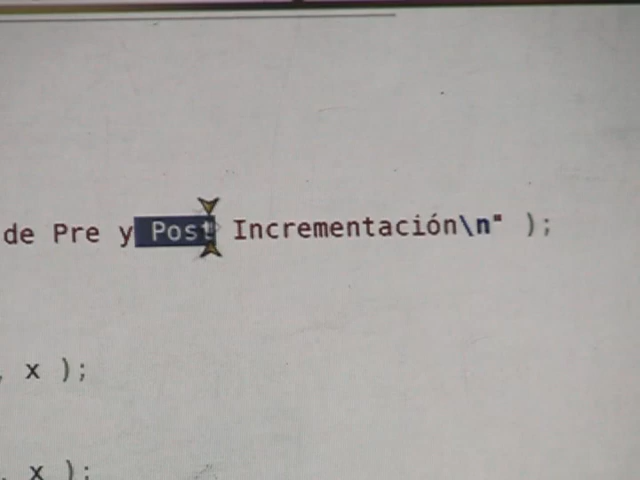 de Pre y Post Incrementación\n" );
, x );
, x );